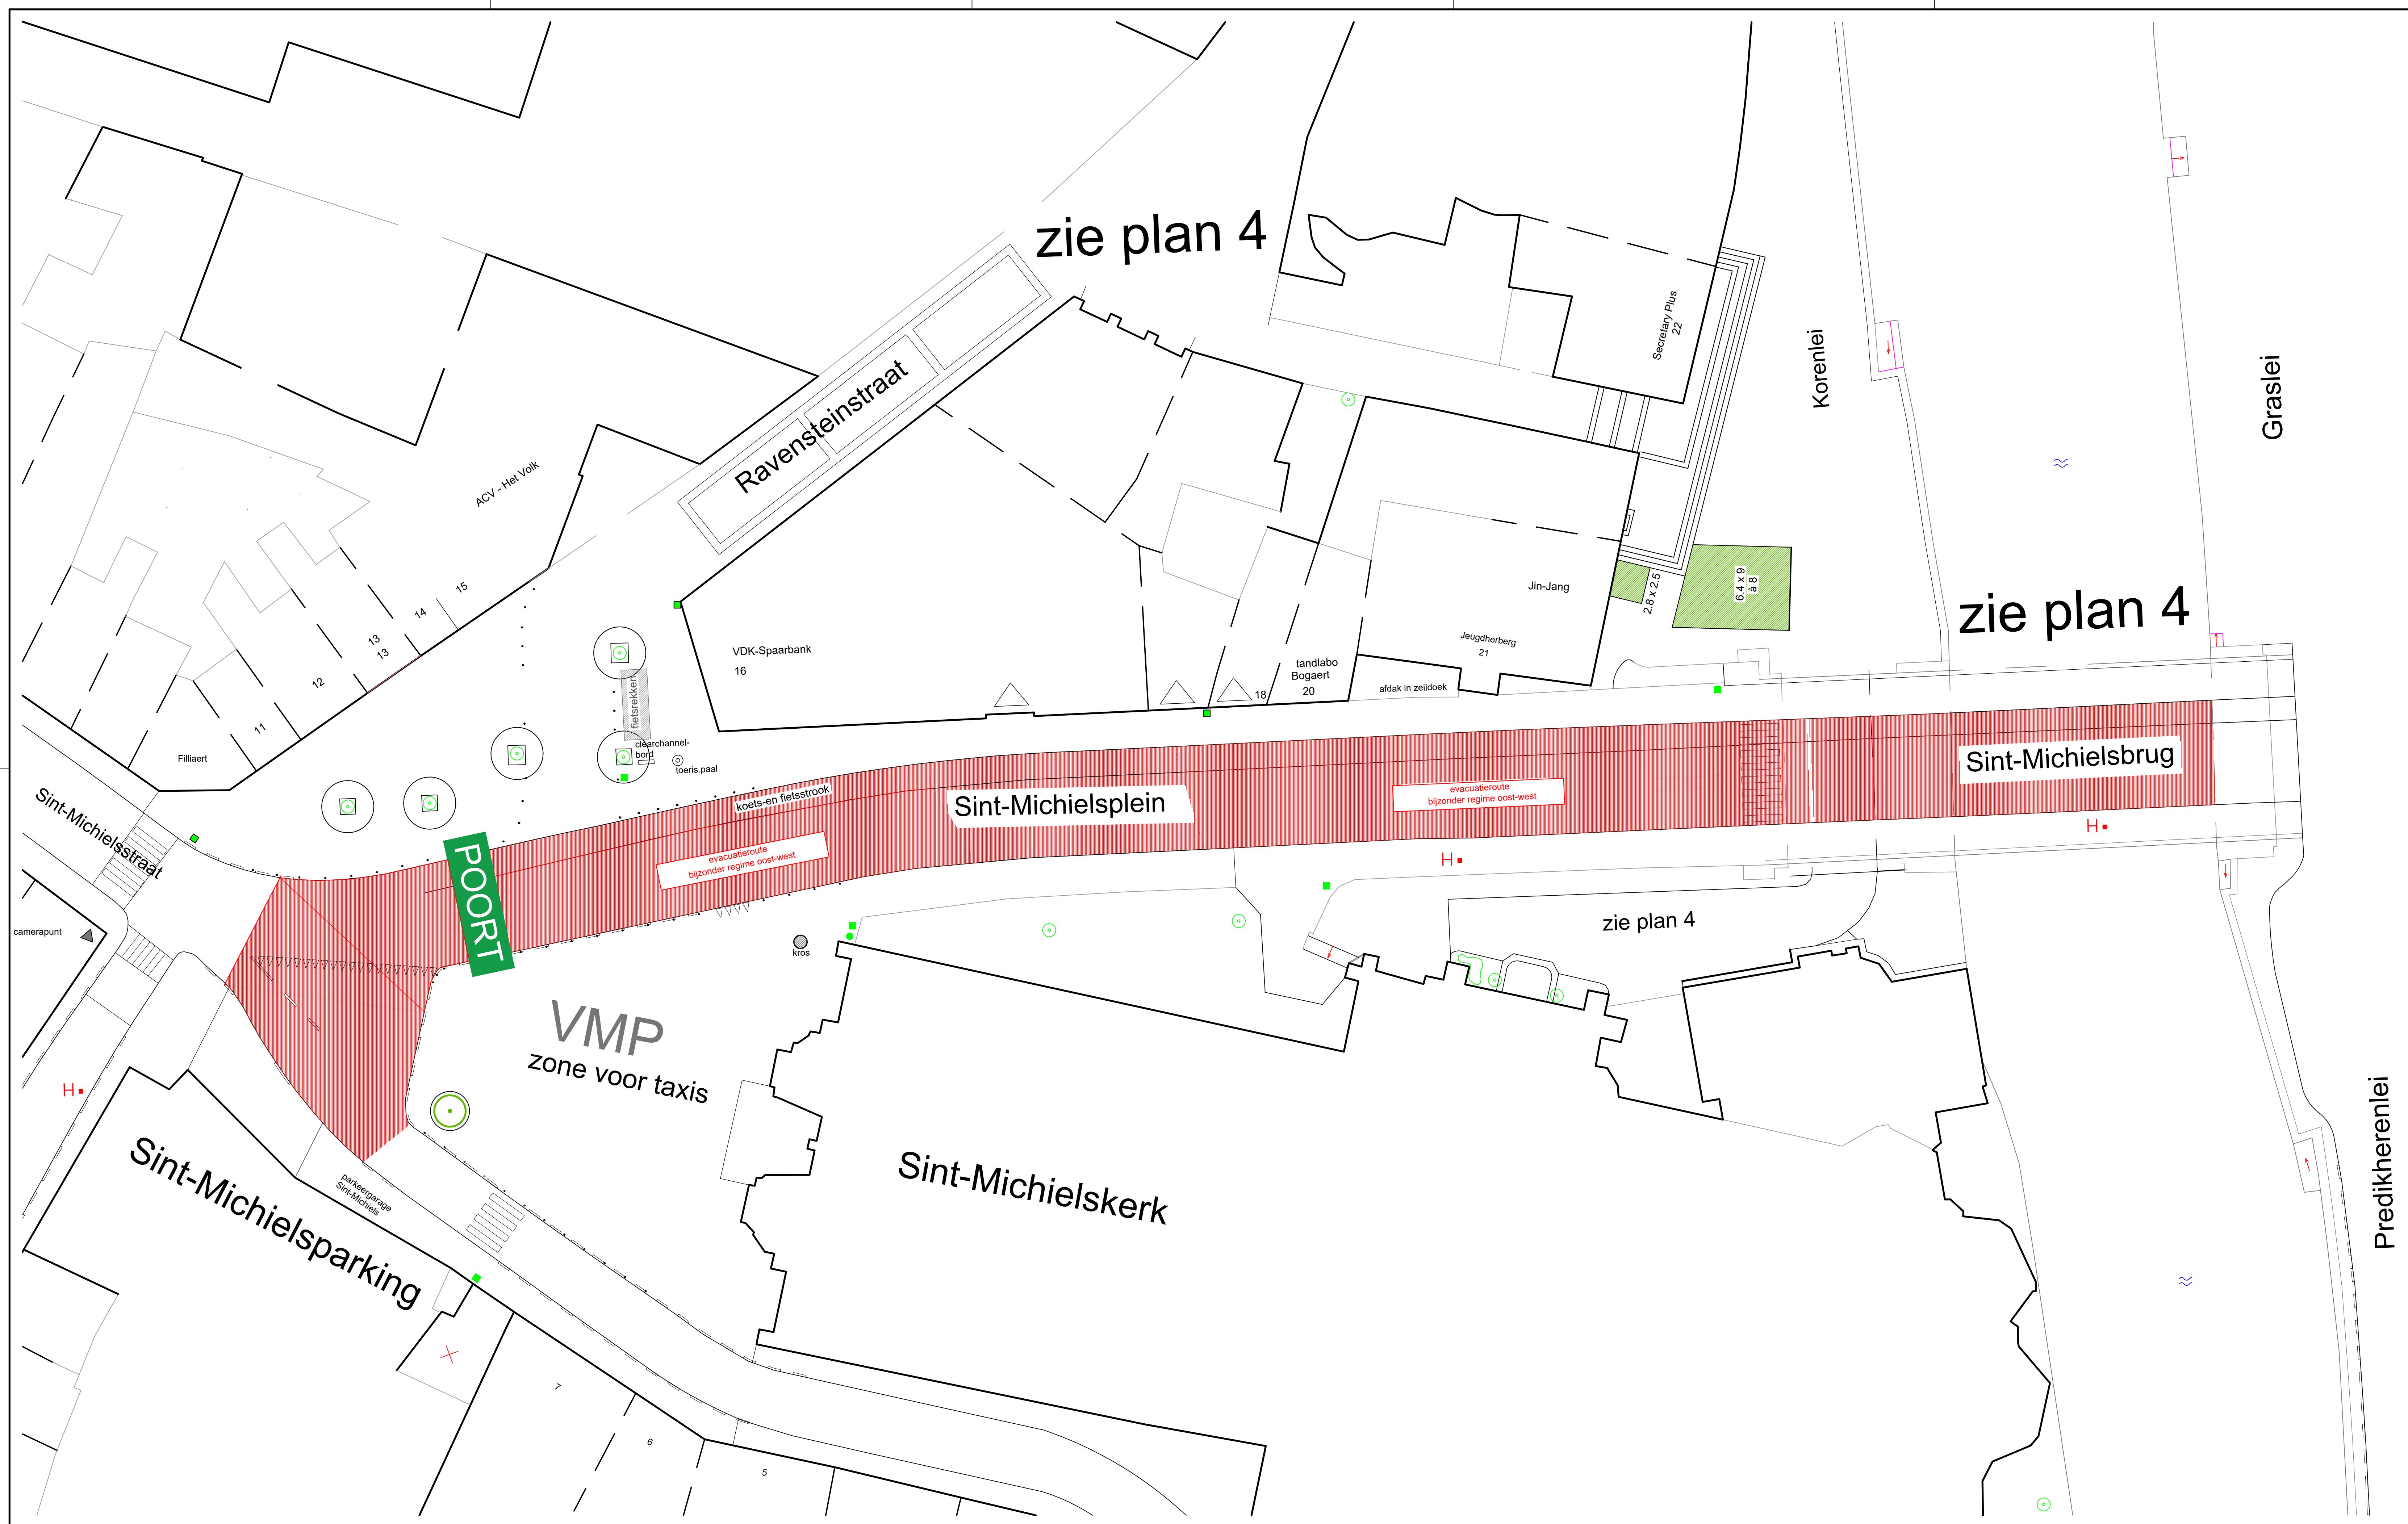 zie plan 4
Secretary Plus
22
Korenlei
Graslei
Ravensteinstraat
ACV - Het Volk
Jin-Jang
2.8 x 2.5
6.4 x 9
à 8
zie plan 4
15
14
13
13
12
11
Filliaert
VDK-Spaarbank
16
Jeugdherberg
21
tandlabo
Bogaert
20
18
afdak in zeildoek
fietsrekken
clearchannel-
bord
toeris.paal
koets-en fietsstrook
Sint-Michielsplein
evacuatieroute
bijzonder regime oost-west
Sint-Michielsbrug
Sint-Michielsstraat
POORT
evacuatieroute
bijzonder regime oost-west
H
H
camerapunt
kros
zie plan 4
VMP
zone voor taxis
H
Sint-Michielsparking
parkeergarage
Sint-Michiels
Sint-Michielskerk
Predikherenlei
7
6
5